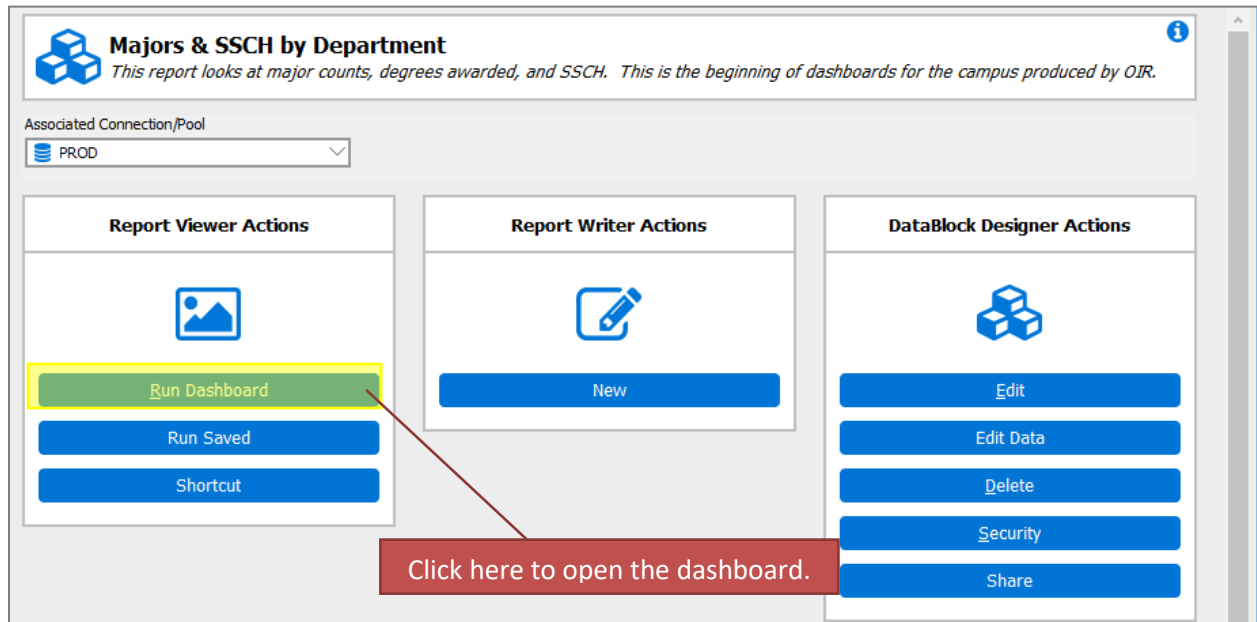 Majors & SSCH by Department
This report looks at major counts, degrees awarded, and SSCH. This is the beginning of dashboards for the campus produced by OIR.
Associated Connection/Pool
PROD
Report Viewer Actions
Run Dashboard
Run Saved
Shortcut
Report Writer Actions
New
DataBlock Designer Actions
Edit
Edit Data
Delete
Security
Share
Click here to open the dashboard.